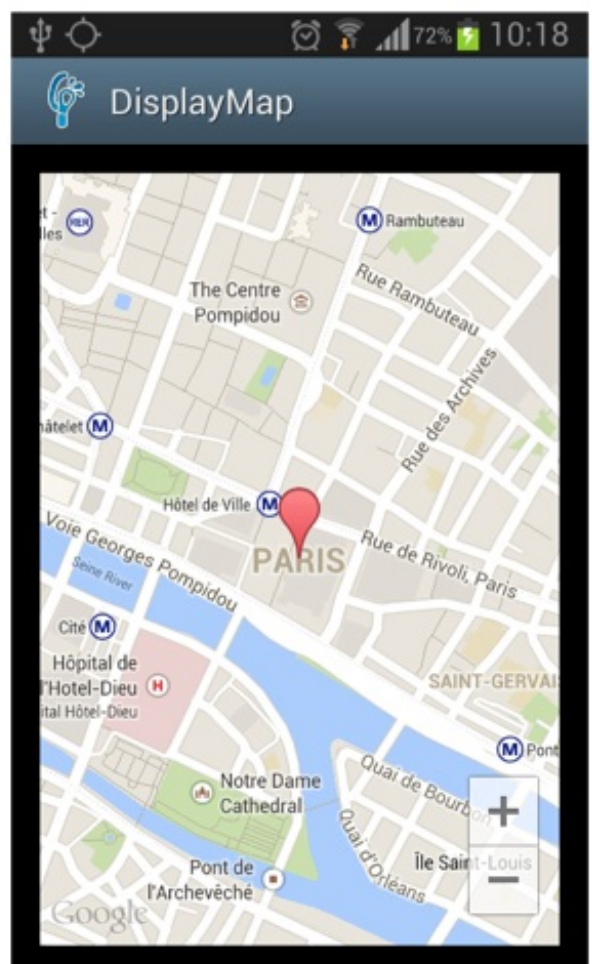 72% 10:18
DisplayMap
RER
M Rambuteau
The Centre
Pompidou
Rue Rambuteau
Rue des Archives
M
Hôtel de Ville M
PARIS
Rue de Rivoli, Paris
Voie Georges Pompidou
Seine River
Cité M
Hôpital de
l'Hotel-Dieu H
ital Hôtel-Dieu
SAINT-GERVAI
M Pont
Notre Dame
Cathedral
Quai de Bourbon
Quai d'Orléans
+
Île Saint-Louis
−
Pont de
l'Archevêché
Google